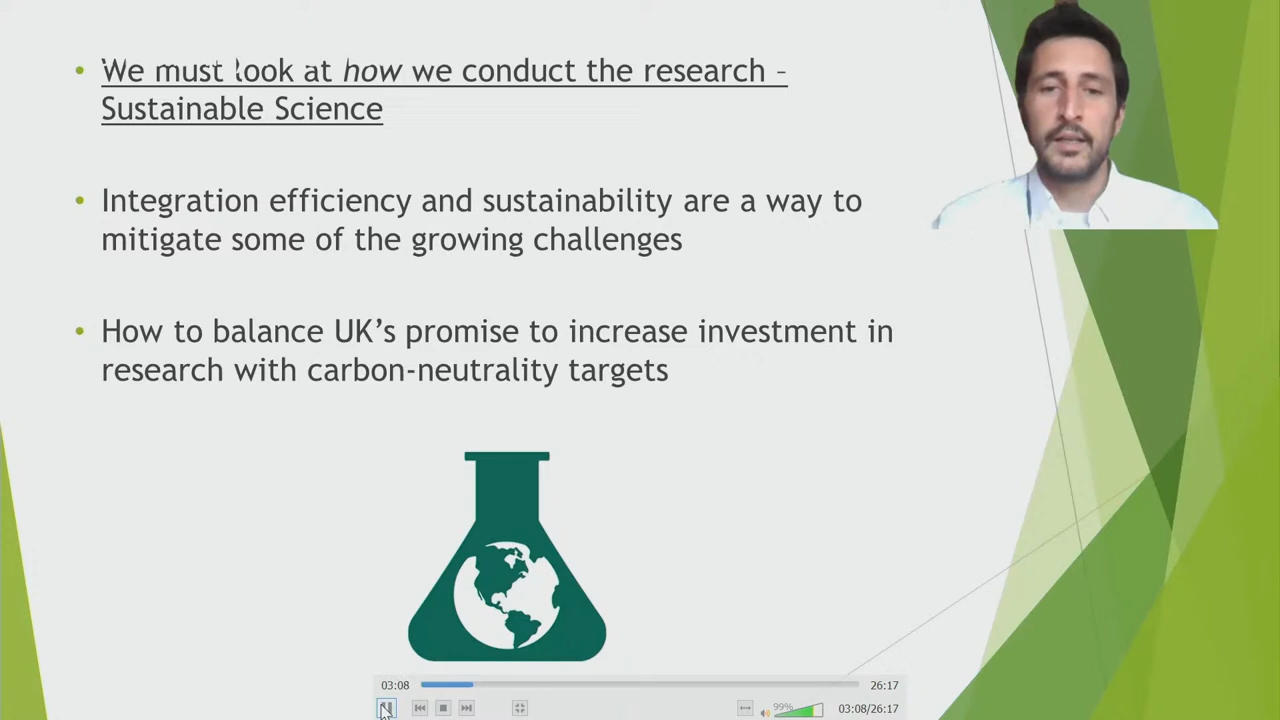 We must look at how we conduct the research –
Sustainable Science
Integration efficiency and sustainability are a way to
mitigate some of the growing challenges
How to balance UK’s promise to increase investment in
research with carbon-neutrality targets
03:08
26:17
99%
03:08/26:17